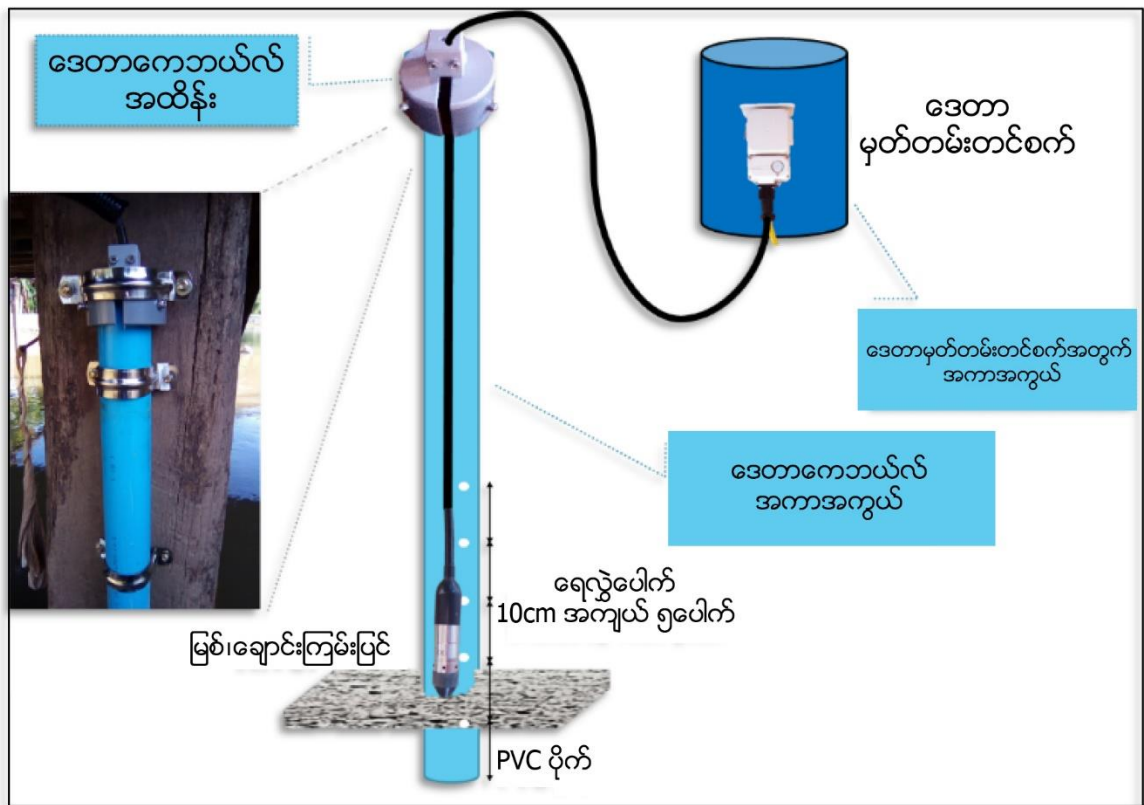 ဒေတာကေဘယ်လ်
အထိန်း
ဒေတာ
မှတ်တမ်းတင်စက်
ဒေတာမှတ်တမ်းတင်စက်အတွက်
အကာအကွယ်
ဒေတာကေဘယ်လ်
အကာအကွယ်
ရေလွှဲပေါက်
10cm အကျယ် ၅ပေါက်
မြစ်၊ချောင်းကြမ်းပြင်
PVC ပိုက်